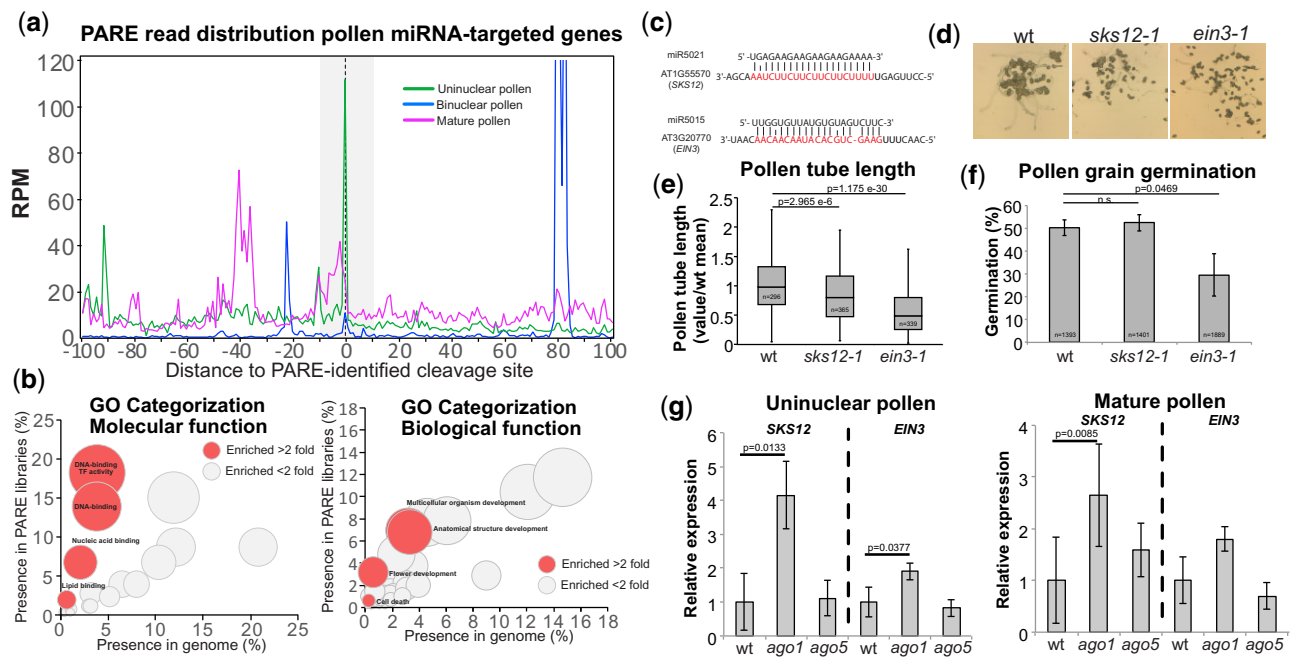 (a)
PARE read distribution pollen miRNA-targeted genes
RPM
120
100
80
60
40
20
0
Uninuclear pollen
Binuclear pollen
Mature pollen
-100 -80 -60 -40 -20 0 20 40 60 80 100
Distance to PARE-identified cleavage site
(b)
GO Categorization
Molecular function
Presence in PARE libraries (%)
25
20
15
10
5
0
Enriched >2 fold
Enriched <2 fold
DNA-binding
TF activity
DNA-binding
Nucleic acid binding
Lipid binding
0 5 10 15 20 25
Presence in genome (%)
GO Categorization
Biological function
Presence in PARE libraries (%)
18
16
14
12
10
8
6
4
2
0
Multicellular organism development
Anatomical structure development
Flower development
Cell death
Enriched >2 fold
Enriched <2 fold
0 2 4 6 8 10 12 14 16 18
Presence in genome (%)
(c)
miR5021 5'-UGAGAAGAAGAAGAAGAAAA-3'
AT1G55570 3'-AGCAAAUCUUCUUCUUCUUCUUUUUGAGUUCC-5'
(SKS12)
miR5015 5'- UUGGUGUUAUGUGUAGUCUUC-3'
AT3G20770 3'-UAACAACAACAAUACACGUC-GAAGUUUCAAC-5'
(EIN3)
(d)
wt sks12-1 ein3-1
(e)
Pollen tube length
Pollen tube length
(value/wt mean)
p=1.175 e-30
p=2.965 e-6
2.5
2
1.5
1
0.5
0
n=296
n=365
n=339
wt sks12-1 ein3-1
(f)
Pollen grain germination
Germination (%)
p=0.0469
n s
60
50
40
30
20
10
0
n=1393
n=1401
n=1889
wt sks12-1 ein3-1
(g)
Uninuclear pollen
SKS12 EIN3
Relative expression
6
5
4
3
2
1
0
p=0.0133
p=0.0377
wt ago1 ago5 wt ago1 ago5
Mature pollen
SKS12 EIN3
Relative expression
4
3
2
1
0
p=0.0085
wt ago1 ago5 wt ago1 ago5